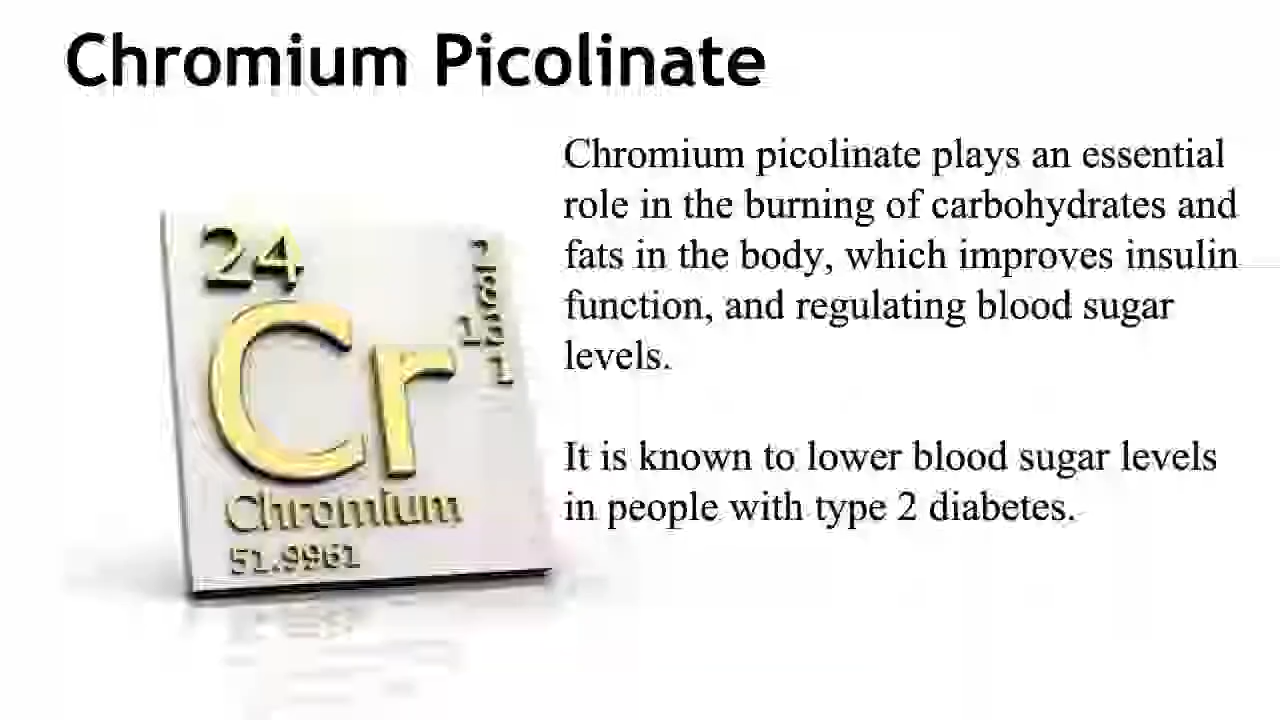 Chromium Picolinate
Chromium picolinate plays an essential
role in the burning of carbohydrates and
fats in the body, which improves insulin
function, and regulating blood sugar
levels.
It is known to lower blood sugar levels
in people with type 2 diabetes.
24
Cr
Chromium
51.9961